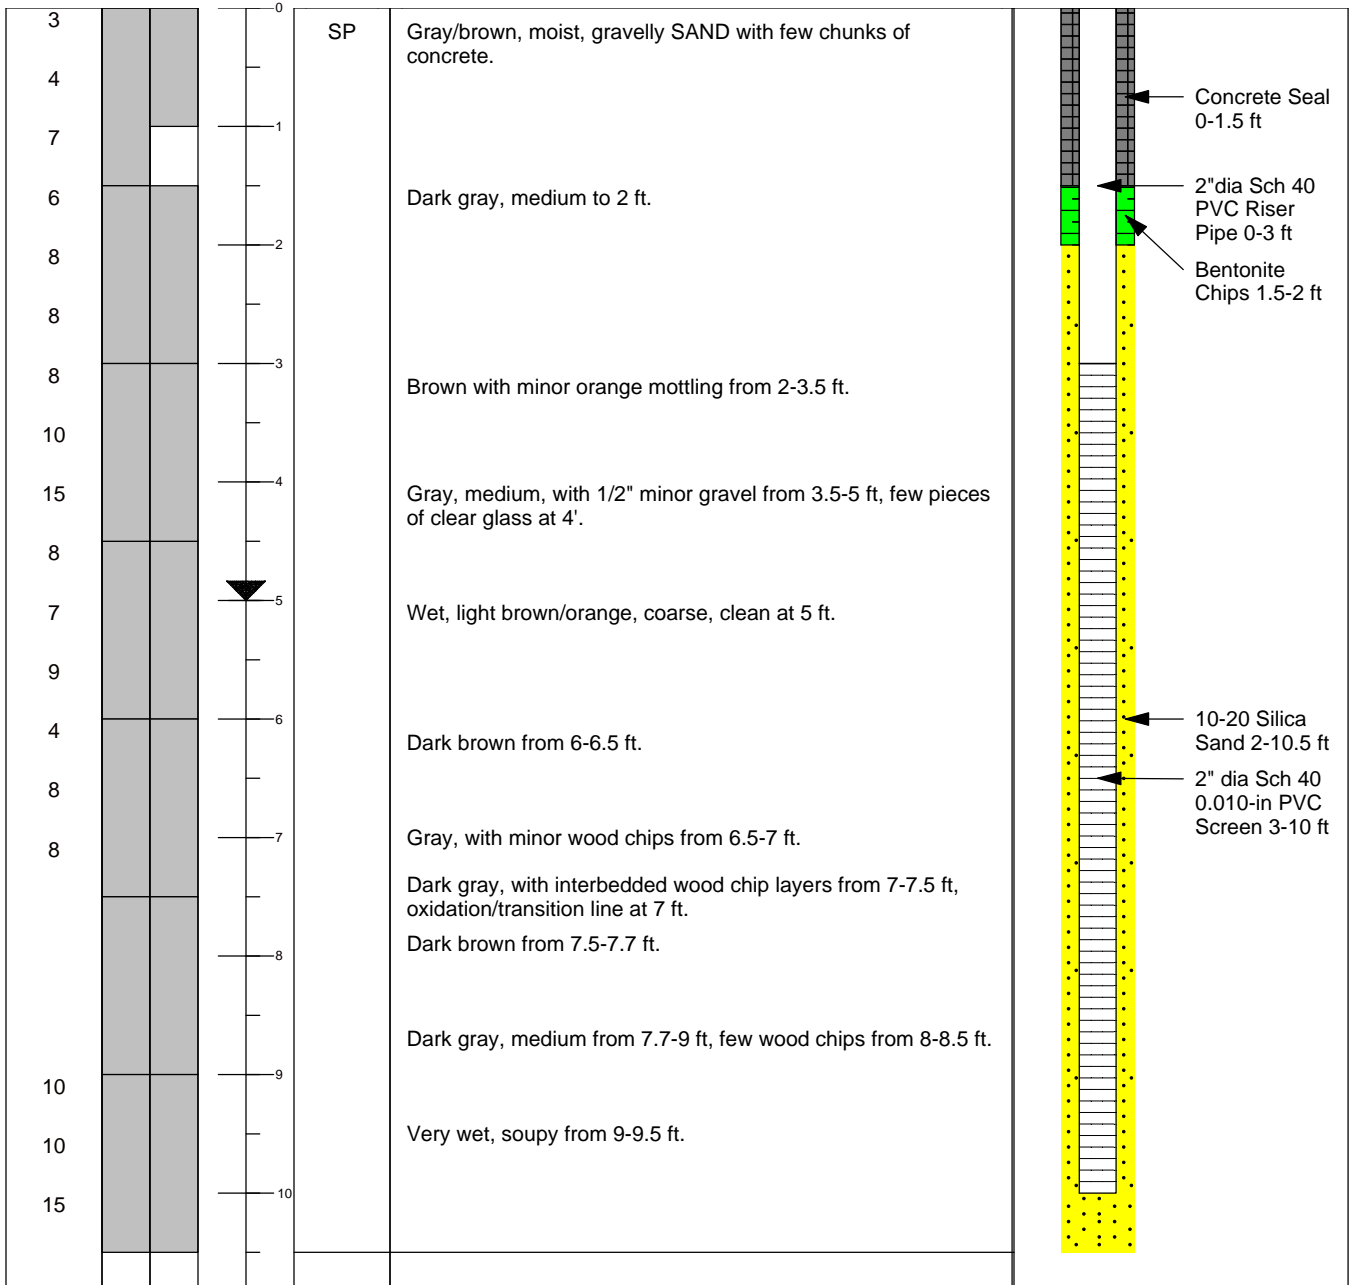 3
4
7
6
8
8
8
10
15
8
7
9
4
8
8
10
10
15
0
1
2
3
4
5
6
7
8
9
10
SP
Gray/brown, moist, gravelly SAND with few chunks of
concrete.
Dark gray, medium to 2 ft.
Brown with minor orange mottling from 2-3.5 ft.
Gray, medium, with 1/2" minor gravel from 3.5-5 ft, few pieces
of clear glass at 4'.
Wet, light brown/orange, coarse, clean at 5 ft.
Dark brown from 6-6.5 ft.
Gray, with minor wood chips from 6.5-7 ft.
Dark gray, with interbedded wood chip layers from 7-7.5 ft,
oxidation/transition line at 7 ft.
Dark brown from 7.5-7.7 ft.
Dark gray, medium from 7.7-9 ft, few wood chips from 8-8.5 ft.
Very wet, soupy from 9-9.5 ft.
Concrete Seal
0-1.5 ft
2"dia Sch 40
PVC Riser
Pipe 0-3 ft
Bentonite
Chips 1.5-2 ft
10-20 Silica
Sand 2-10.5 ft
2" dia Sch 40
0.010-in PVC
Screen 3-10 ft